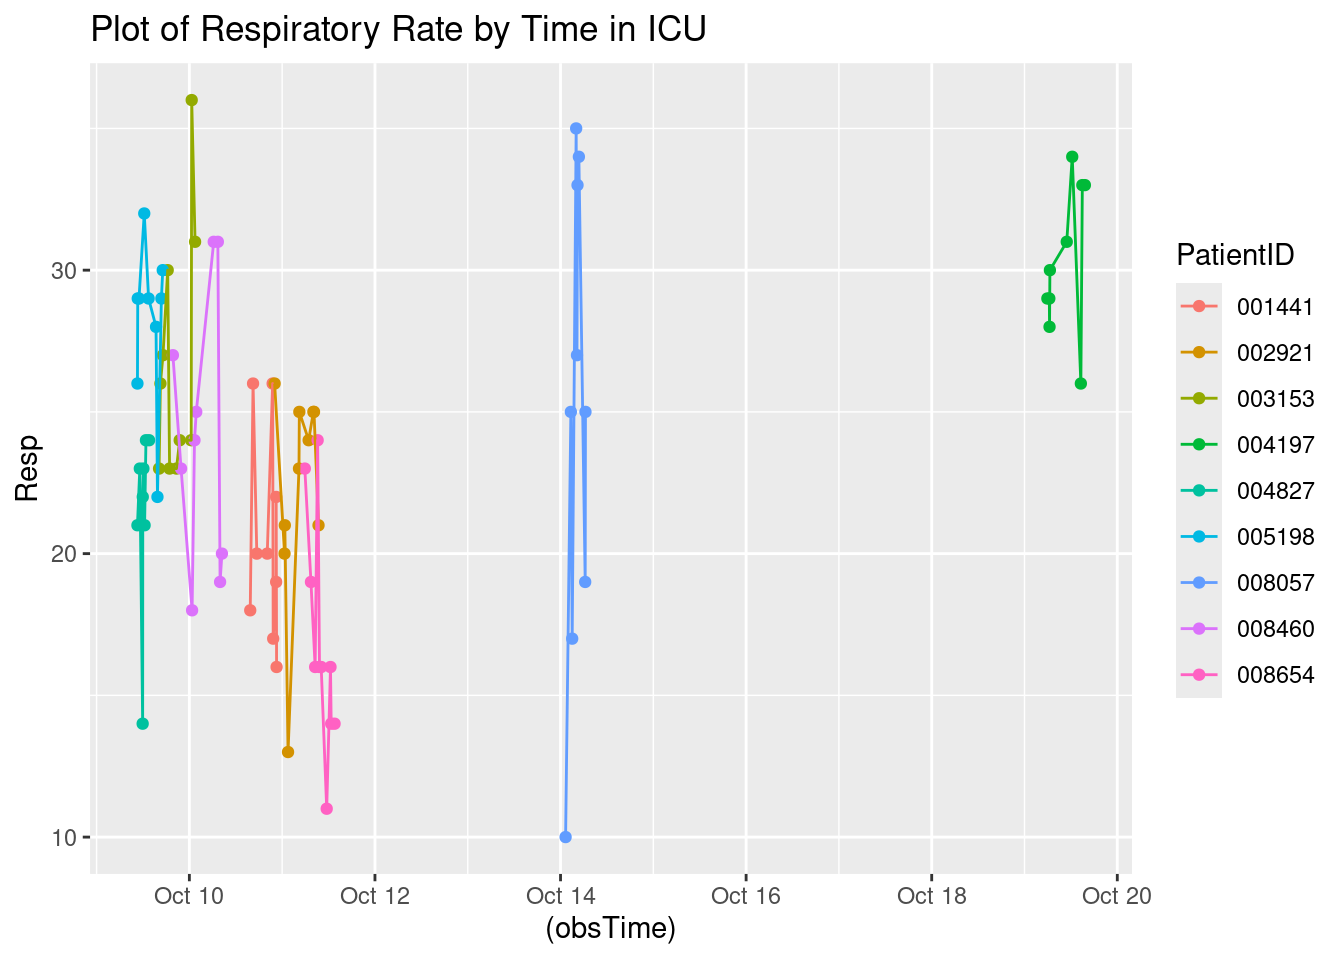 Plot of Respiratory Rate by Time in ICU
Resp
30
20
10
Oct 10
Oct 12
Oct 14
Oct 16
Oct 18
Oct 20
(obsTime)
PatientID
001441
002921
003153
004197
004827
005198
008057
008460
008654